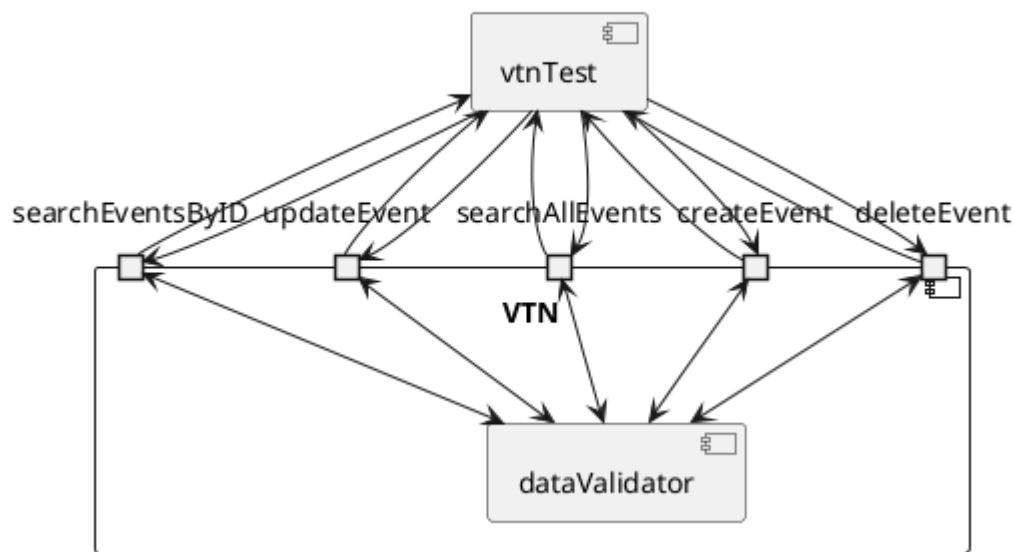 vtnTest
searchEventsByID updateEvent searchAllEvents createEvent deleteEvent
VTN
dataValidator